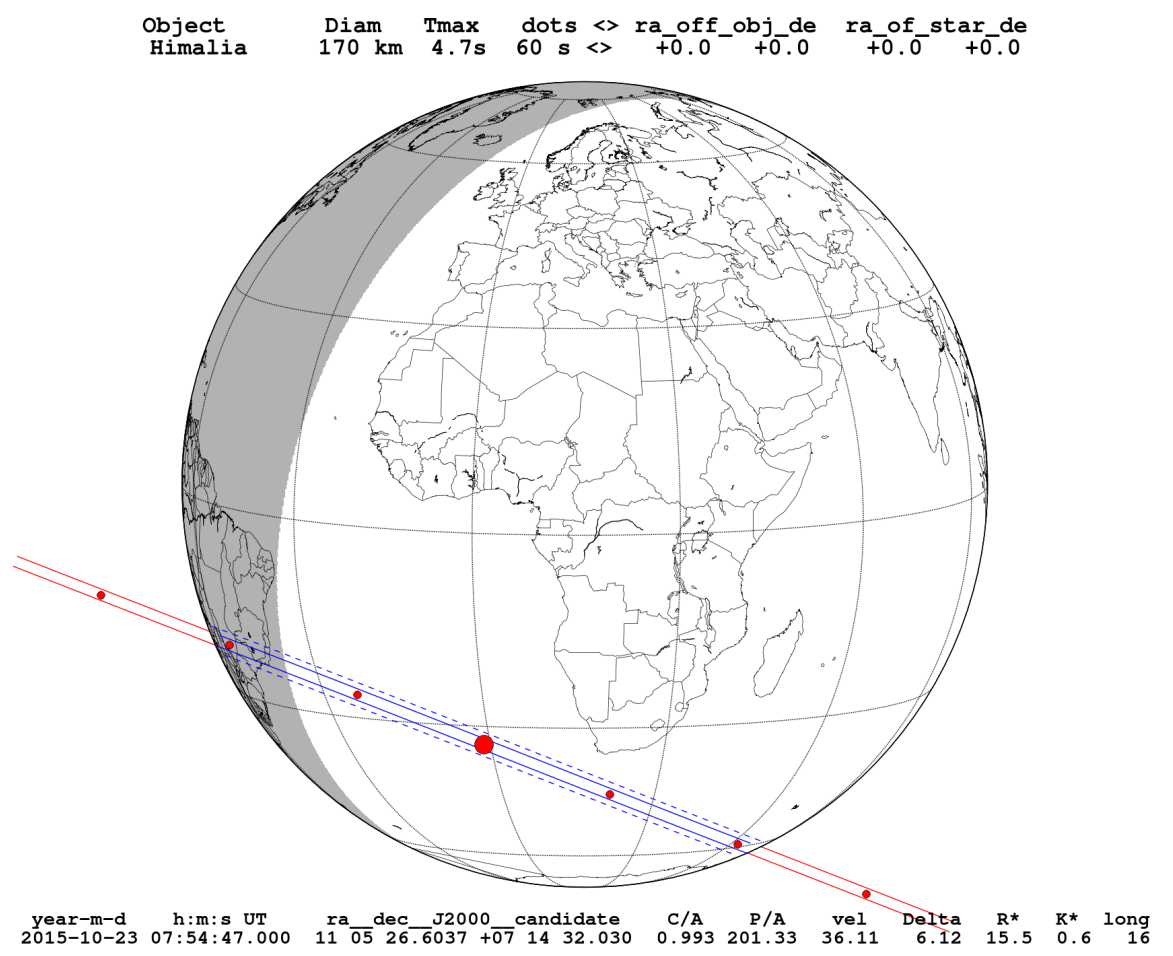 Object Diam Tmax dots <> ra_off_obj_de ra_of_star_de
Himalia 170 km 4.7s 60 s <> +0.0 +0.0 +0.0 +0.0
year-m-d h:m:s UT ra__dec__J2000__candidate C/A P/A vel Delta R* K* long
2015-10-23 07:54:47.000 11 05 26.6037 +07 14 32.030 0.993 201.33 36.11 6.12 15.5 0.6 16